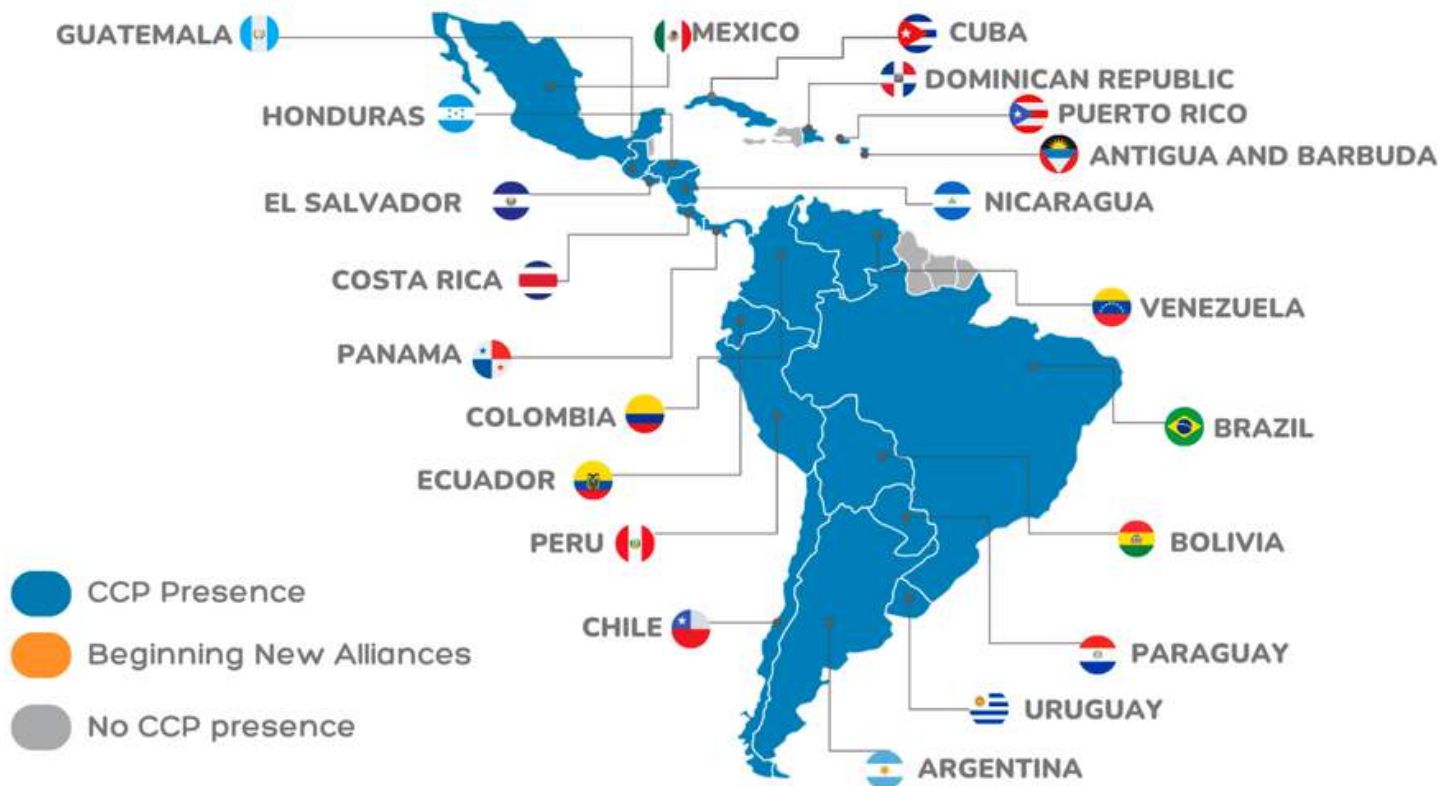 GUATEMALA
MEXICO
CUBA
DOMINICAN REPUBLIC
HONDURAS
PUERTO RICO
ANTIGUA AND BARBUDA
EL SALVADOR
NICARAGUA
COSTA RICA
VENEZUELA
PANAMA
COLOMBIA
BRAZIL
ECUADOR
PERU
BOLIVIA
CCP Presence
CHILE
Beginning New Alliances
PARAGUAY
URUGUAY
No CCP presence
ARGENTINA